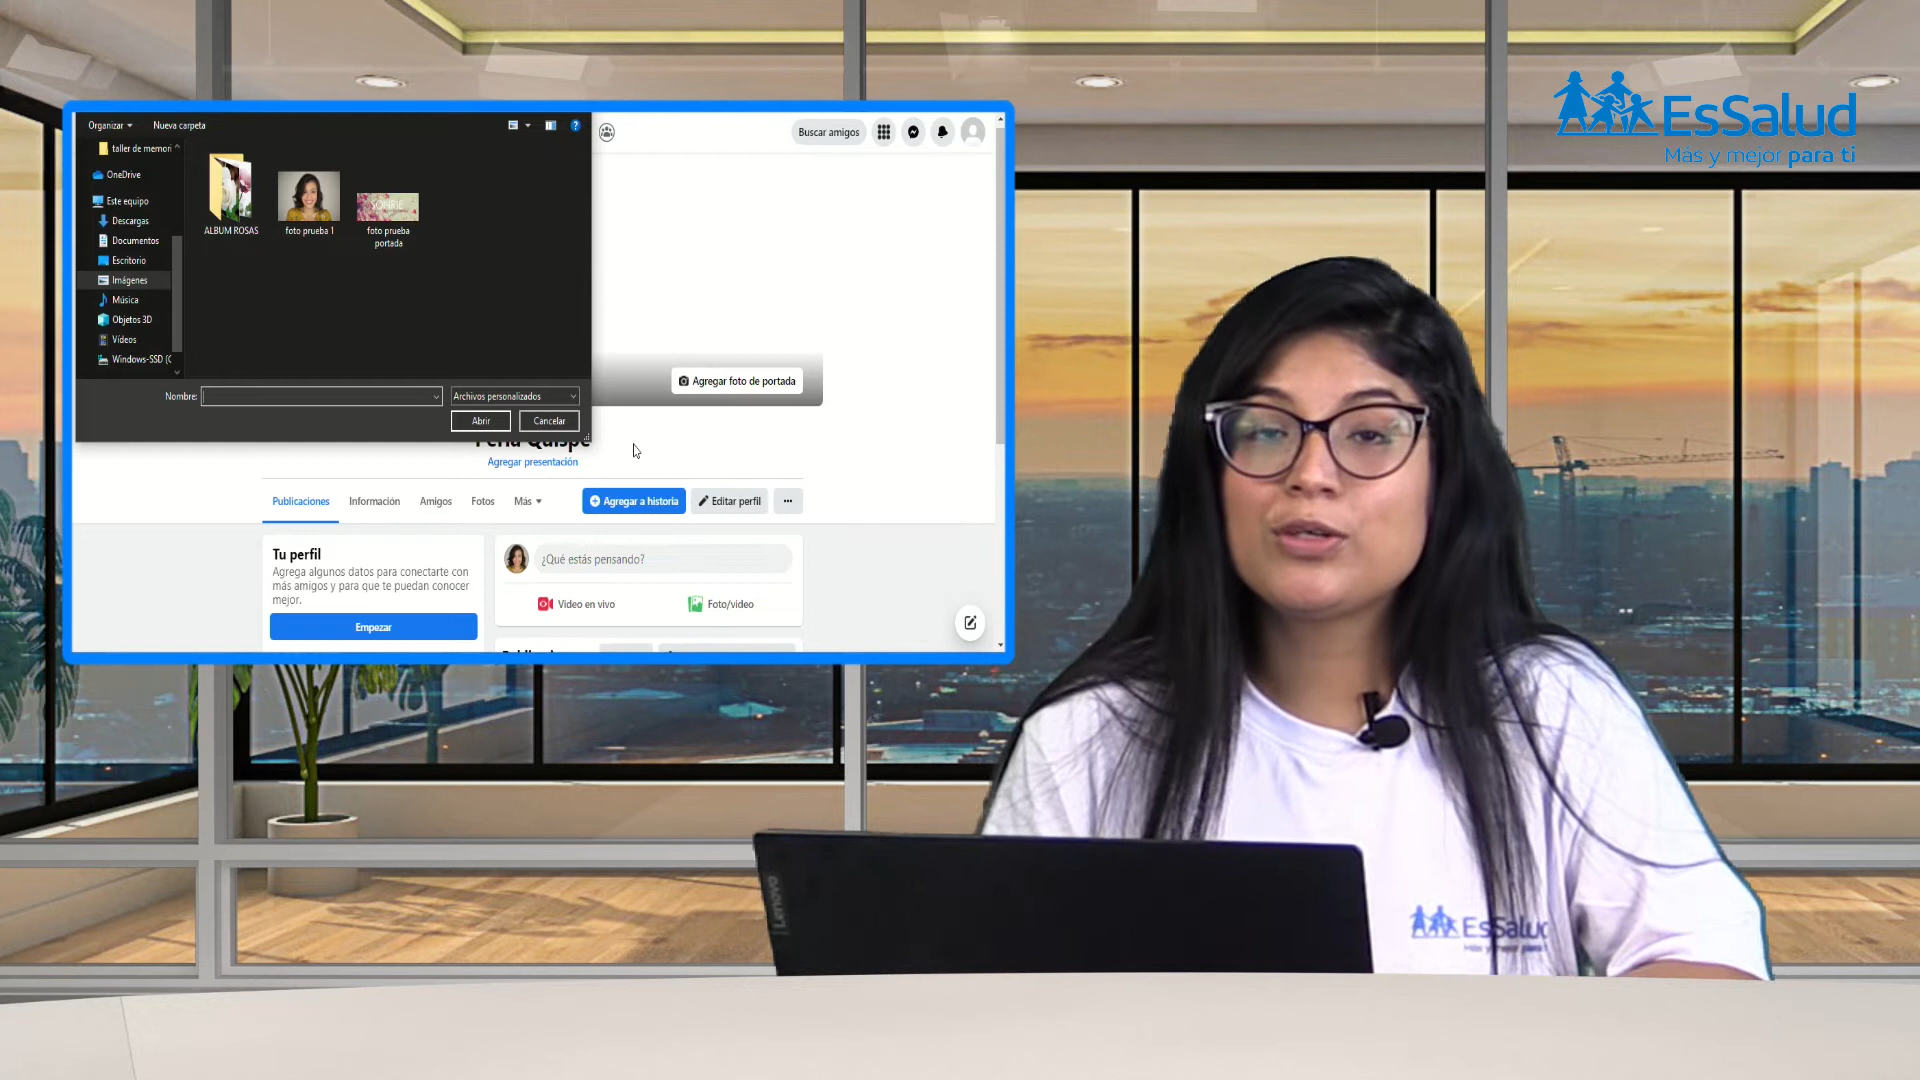 EsSalud
Más y mejor para ti
Organizar
Nueva carpeta
taller de memori
OneDrive
Este equipo
Descargas
Documentos
Escritorio
Imágenes
Música
Objetos 3D
Vídeos
Windows-SSD (C
ALBUM ROSAS
foto prueba 1
SONRIE
foto prueba
portada
Nombre:
Archivos personalizados
Abrir
Cancelar
Buscar amigos
Agregar foto de portada
Quispe
Agregar presentación
Publicaciones
Información
Amigos
Fotos
Más
Agregar a historia
Editar perfil
Tu perfil
Agrega algunos datos para conectarte con
más amigos y para que te puedan conocer
mejor.
Empezar
¿Qué estás pensando?
Video en vivo
Foto/video
Lenovo
EsSalud